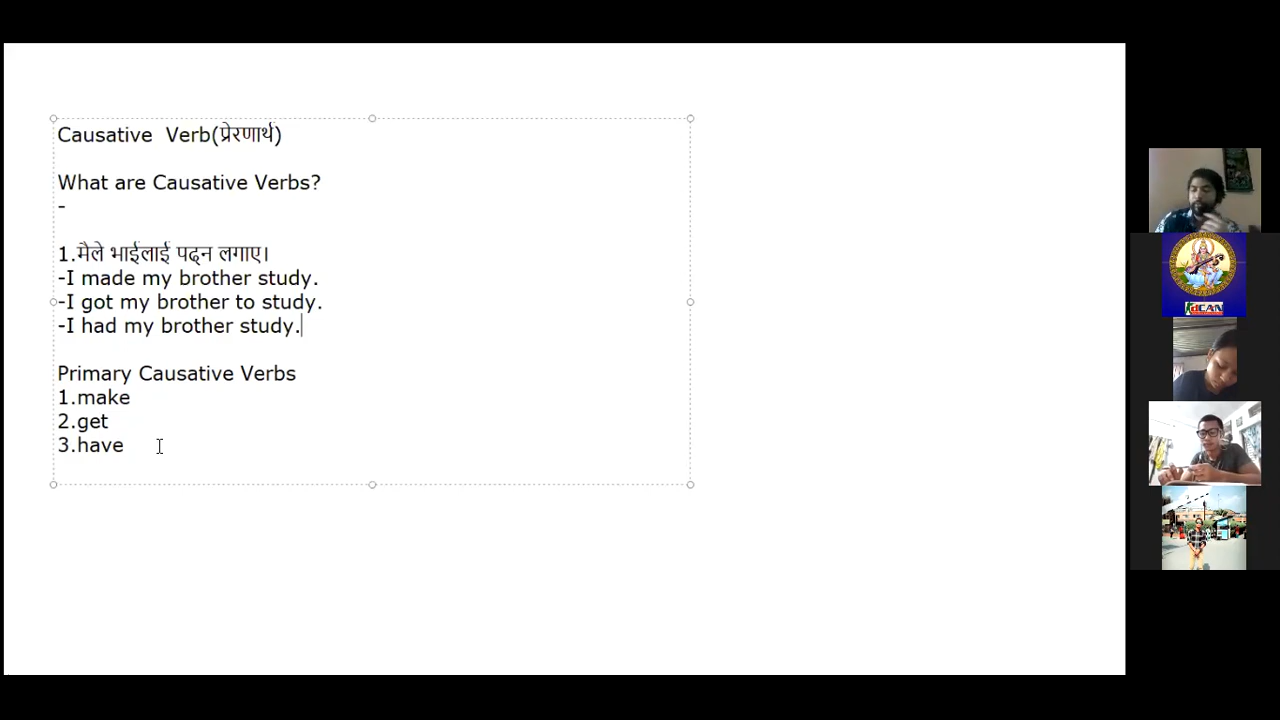 Causative  Verb(प्रेरणार्थ)
What are Causative Verbs?
-
1.मैले भाईलाई पढ्न लगाए।
-I made my brother study.
-I got my brother to study.
-I had my brother study.
Primary Causative Verbs
1.make
2.get
3.have